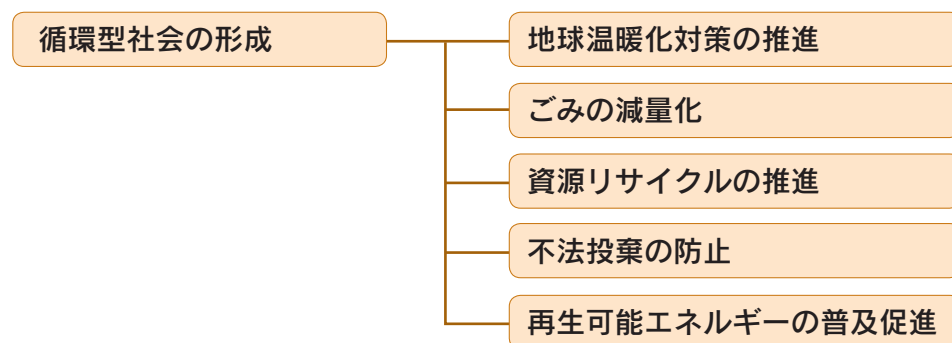 循環型社会の形成
地球温暖化対策の推進
ごみの減量化
資源リサイクルの推進
不法投棄の防止
再生可能エネルギーの普及促進